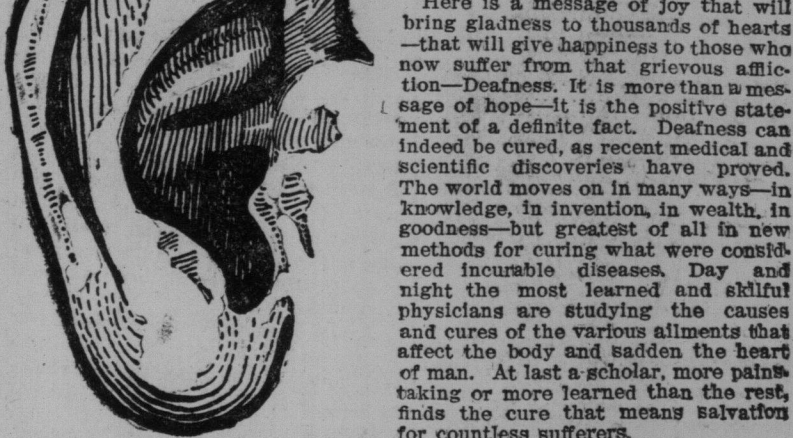 Here is a message of joy that will
bring gladness to thousands of hearts
—that will give happiness to those who
now suffer from that grievous afflic-
tion—Deafness. It is more than a mes-
sage of hope—it is the positive state-
ment of a definite fact. Deafness can
indeed be cured, as recent medical and
scientific discoveries have proved.
The world moves on in many ways—in
knowledge, in invention, in wealth, in
goodness—but greatest of all in new
methods for curing what were consid-
ered incurable diseases. Day and
night the most learned and skilful
physicians are studying the causes
and cures of the various ailments that
affect the body and sadden the heart
of man. At last a scholar, more pains-
taking or more learned than the rest,
finds the cure that means salvation
for countless sufferers.